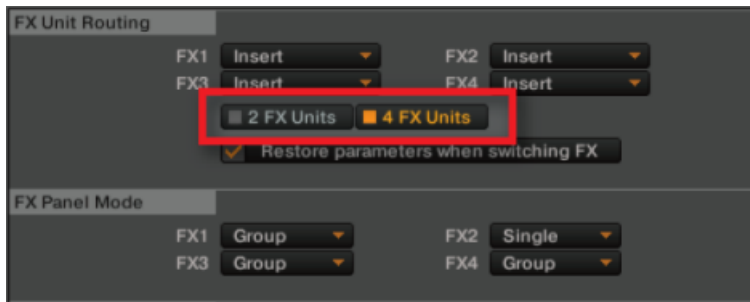 FX Unit Routing
FX1 Insert FX2 Insert
FX3 Insert FX4 Insert
2 FX Units 4 FX Units
Restore parameters when switching FX
FX Panel Mode
FX1 Group FX2 Single
FX3 Group FX4 Group